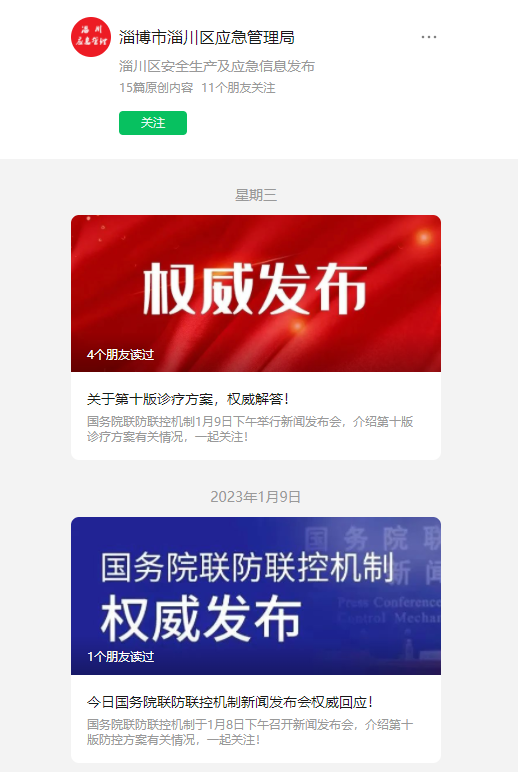 淄川
应急管理
淄博市淄川区应急管理局
淄川区安全生产及应急信息发布
15篇原创内容 11个朋友关注
关注
星期三
权威发布
4个朋友读过
关于第十版诊疗方案，权威解答！
国务院联防联控机制1月9日下午举行新闻发布会，介绍第十版
诊疗方案有关情况，一起关注！
2023年1月9日
国务院联
新闻
国务院联防联控机制
权威发布
Press Conference
Control Mechan
1个朋友读过
今日国务院联防联控机制新闻发布会权威回应！
国务院联防联控机制于1月8日下午召开新闻发布会，介绍第十
版防控方案有关情况，一起关注！